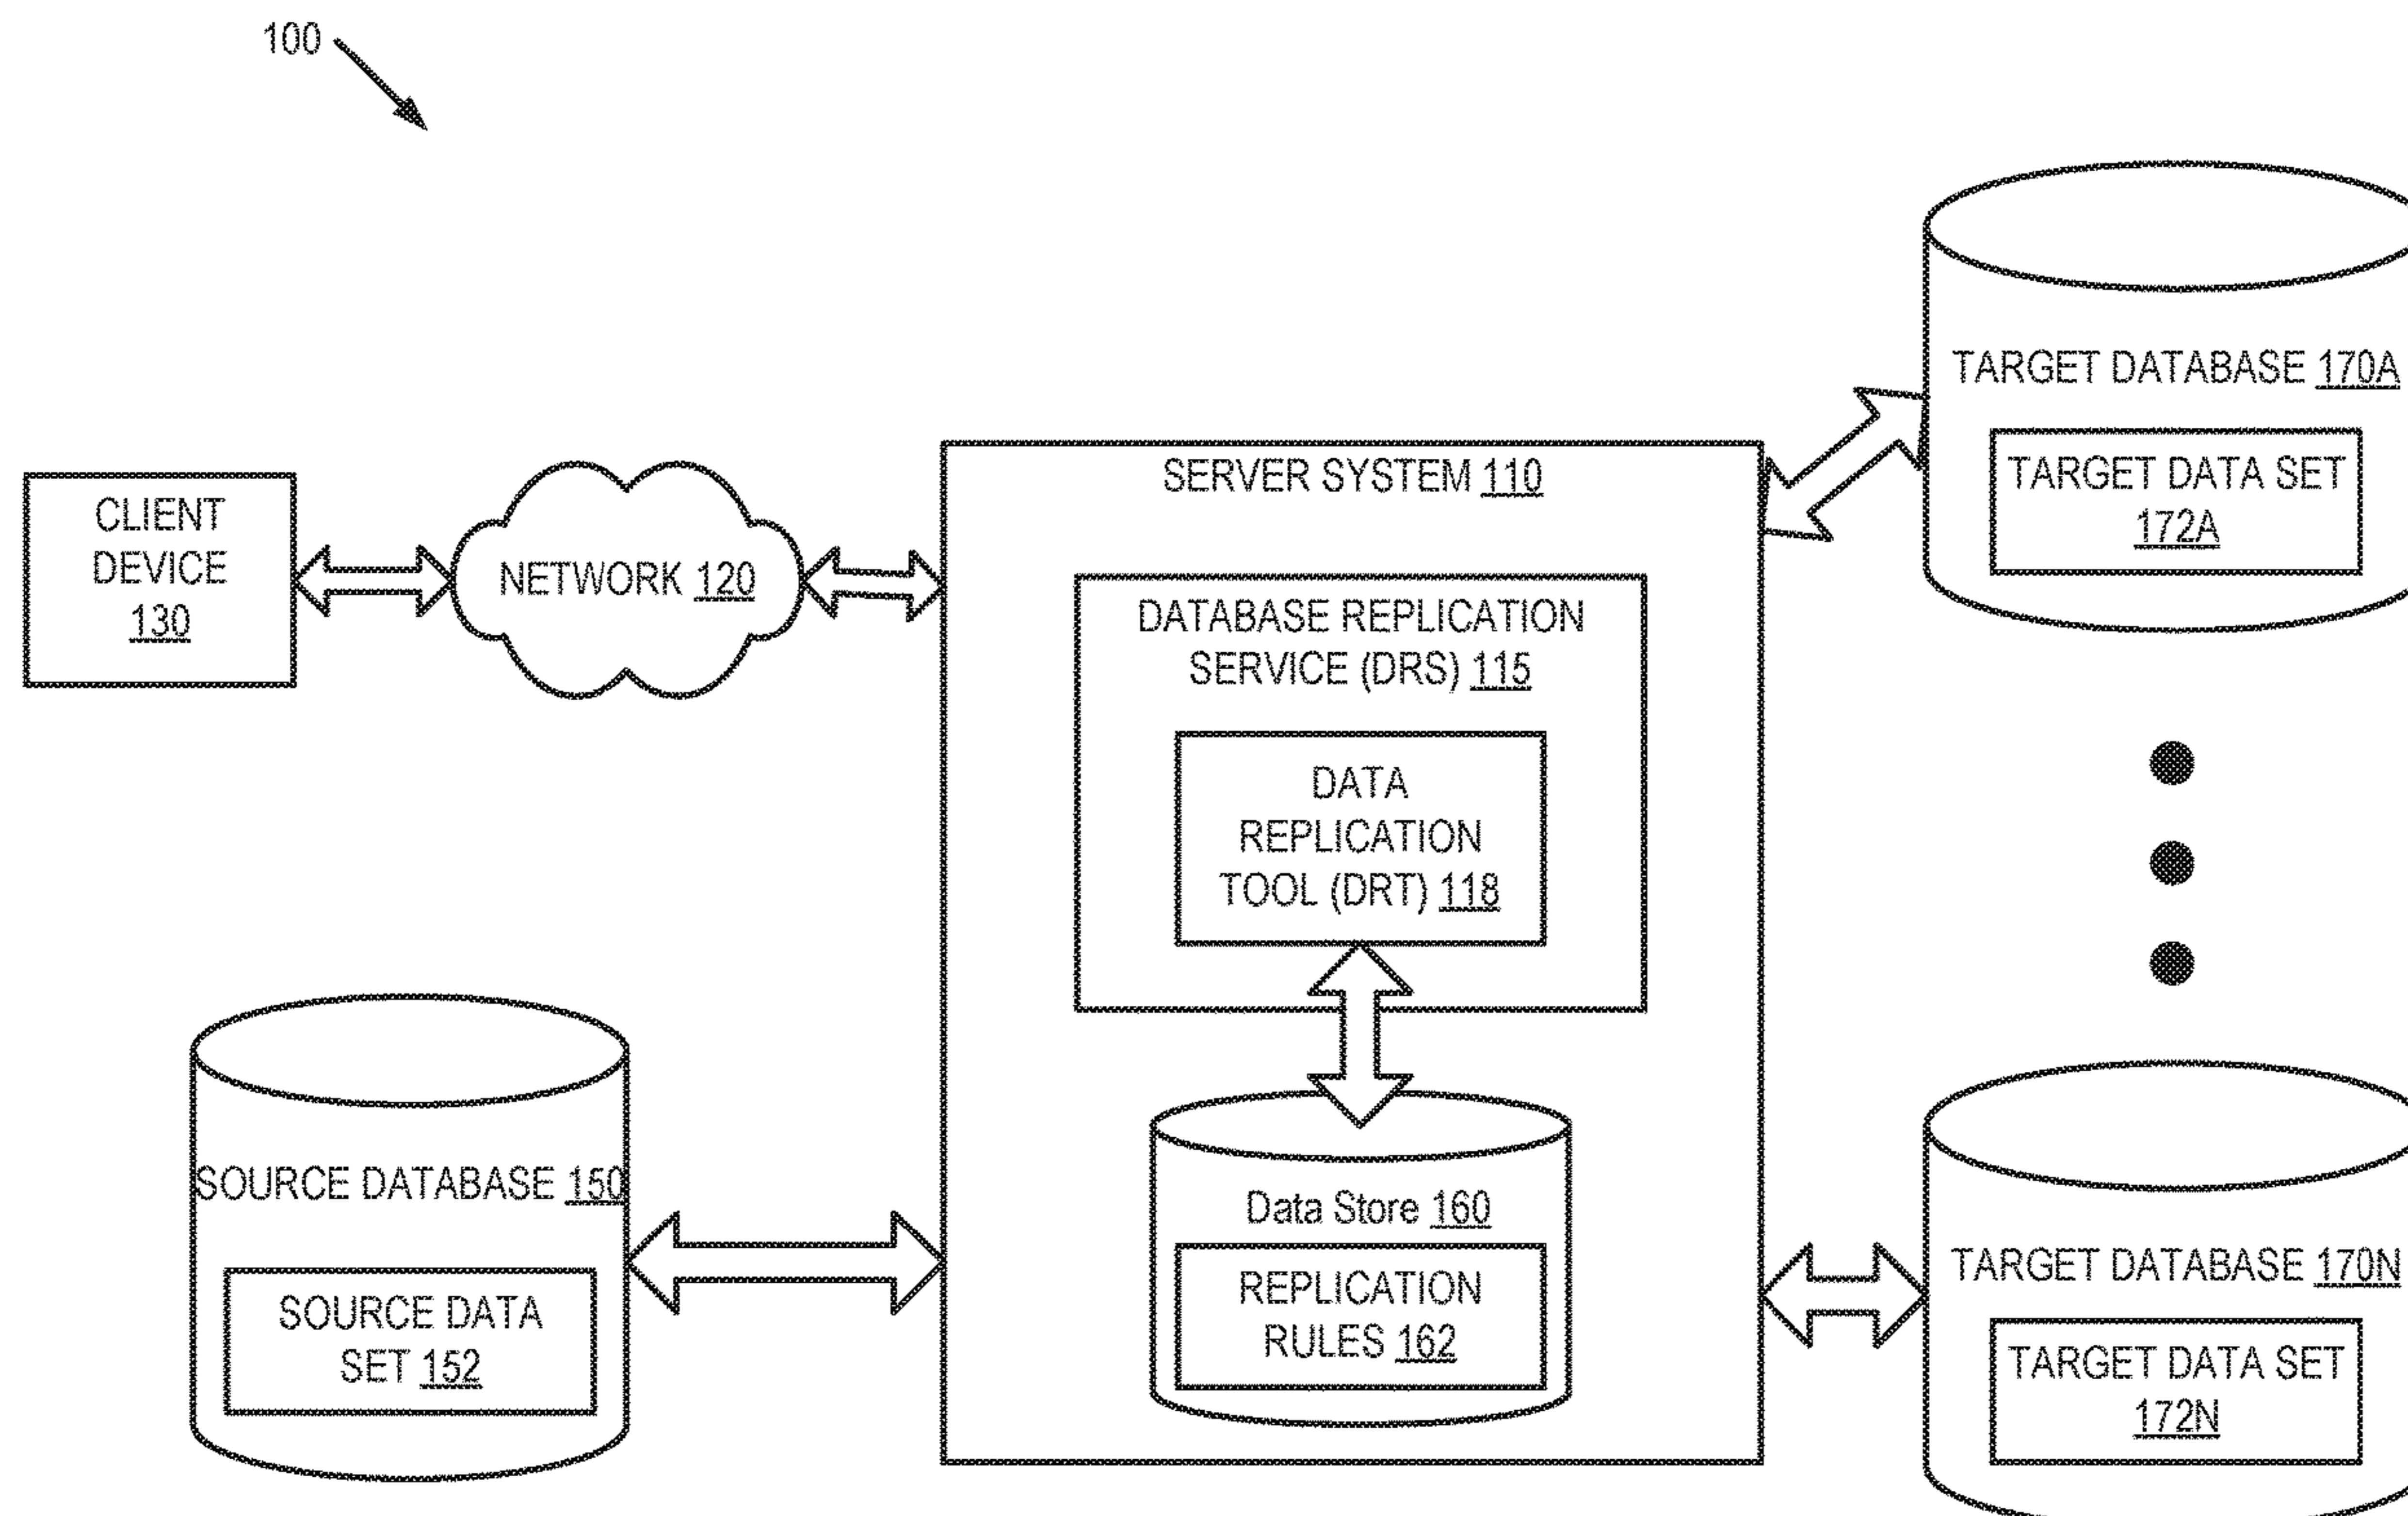 100
CLIENT
DEVICE
130
NETWORK 120
SERVER SYSTEM 110
DATABASE REPLICATION
SERVICE (DRS) 115
DATA
REPLICATION
TOOL (DRT) 118
Data Store 160
REPLICATION
RULES 162
SOURCE DATABASE 150
SOURCE DATA
SET 152
TARGET DATABASE 170A
TARGET DATA SET
172A
TARGET DATABASE 170N
TARGET DATA SET
172N